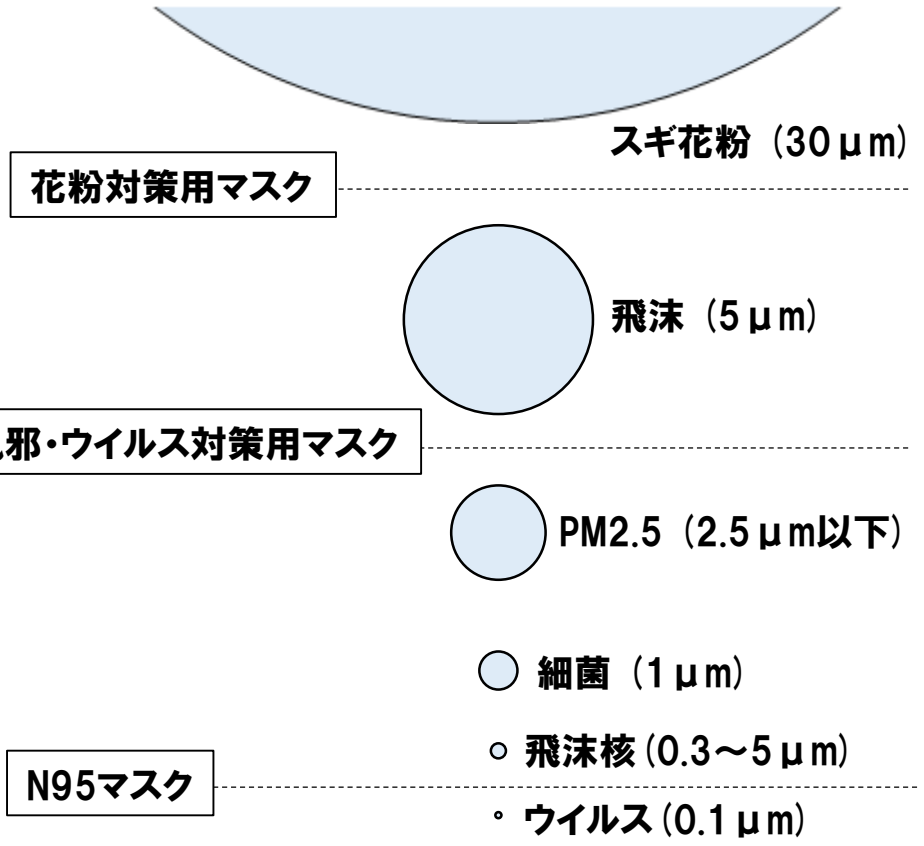 スギ花粉（30μm）
花粉対策用マスク
飛沫（5μm）
邪・ウイルス対策用マスク
PM2.5（2.5μm以下）
細菌（1μm）
飛沫核（0.3～5μm）
N95マスク
ウイルス（0.1μm）